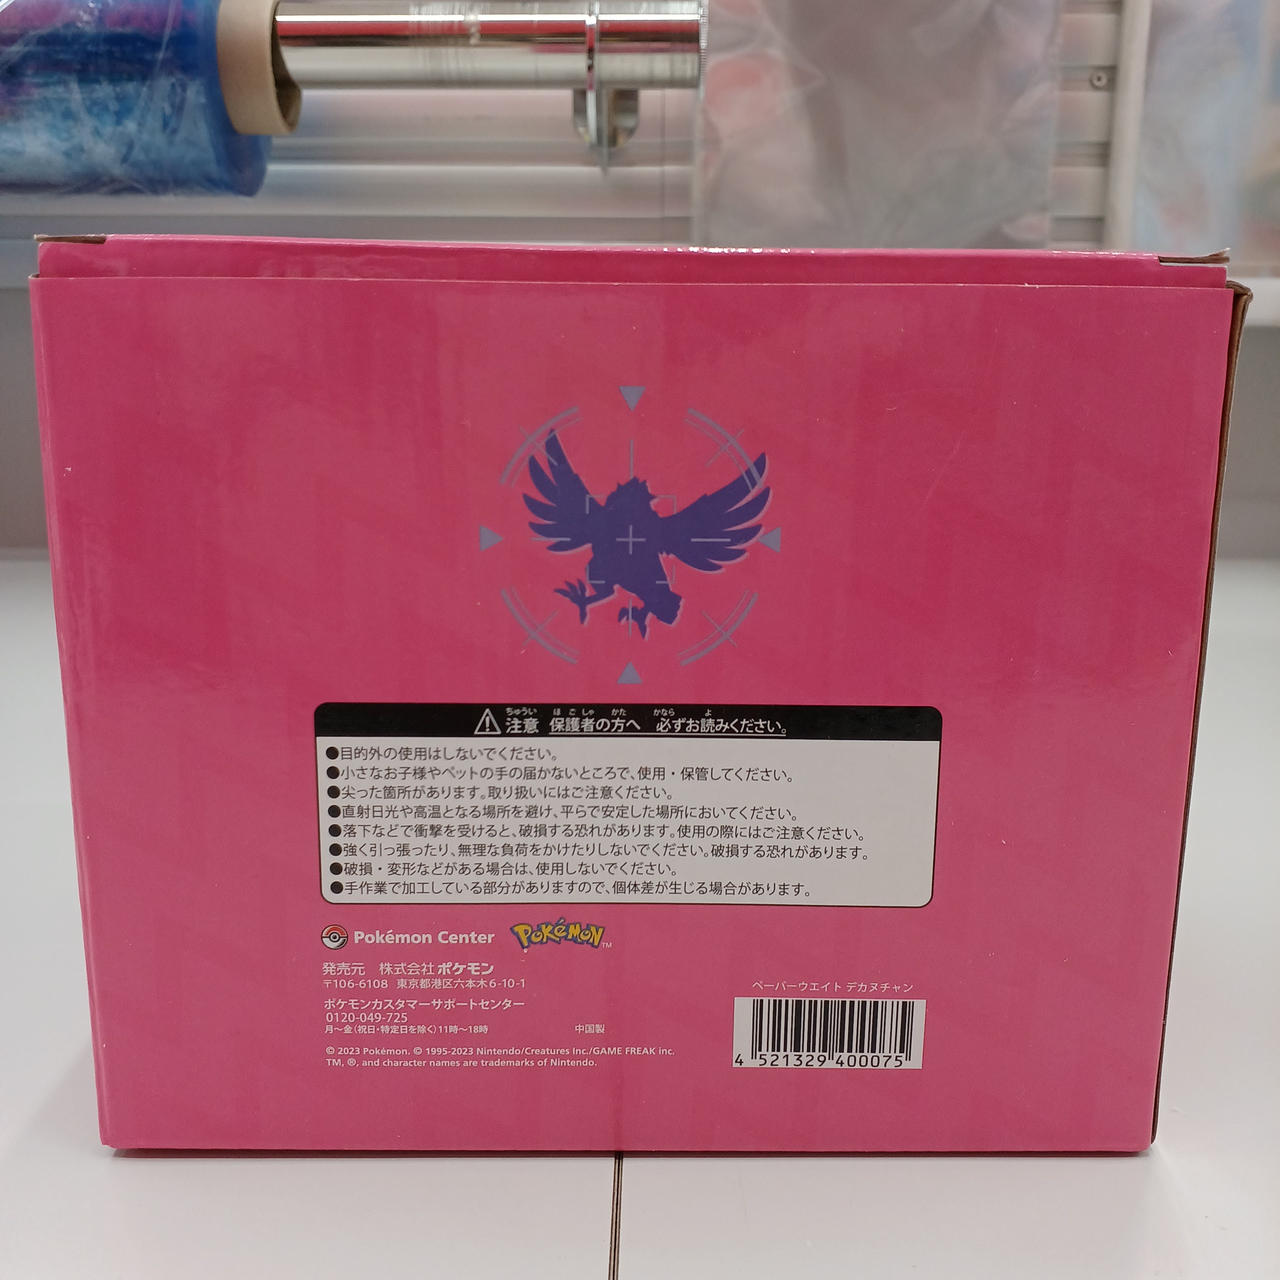 注意 保護者の方へ 必ずお読みください。
●目的外の使用はしないでください。
●小さなお子様やペットの手の届かないところで、使用・保管してください。
●尖った箇所があります。取り扱いにはご注意ください。
●直射日光や高温となる場所を避け、平らで安定した場所においてください。
●落下などで衝撃を受けると、破損する恐れがあります。使用の際にはご注意ください。
●強く引っ張ったり、無理な負荷をかけたりしないでください。破損する恐れがあります。
●破損・変形などがある場合は、使用しないでください。
●手作業で加工している部分がありますので、個体差が生じる場合があります。
Pokémon Center POKéMON TM
発売元 株式会社ポケモン
〒106-6108 東京都港区六本木6-10-1
ポケモンカスタマーサポートセンター
0120-049-725
月〜金(祝日・特定日を除く)11時〜18時 中国製
© 2023 Pokémon. © 1995-2023 Nintendo/Creatures Inc./GAME FREAK inc.
TM, ®, and character names are trademarks of Nintendo.
ペーパーウエイト デカヌチャン
4 521329 400075